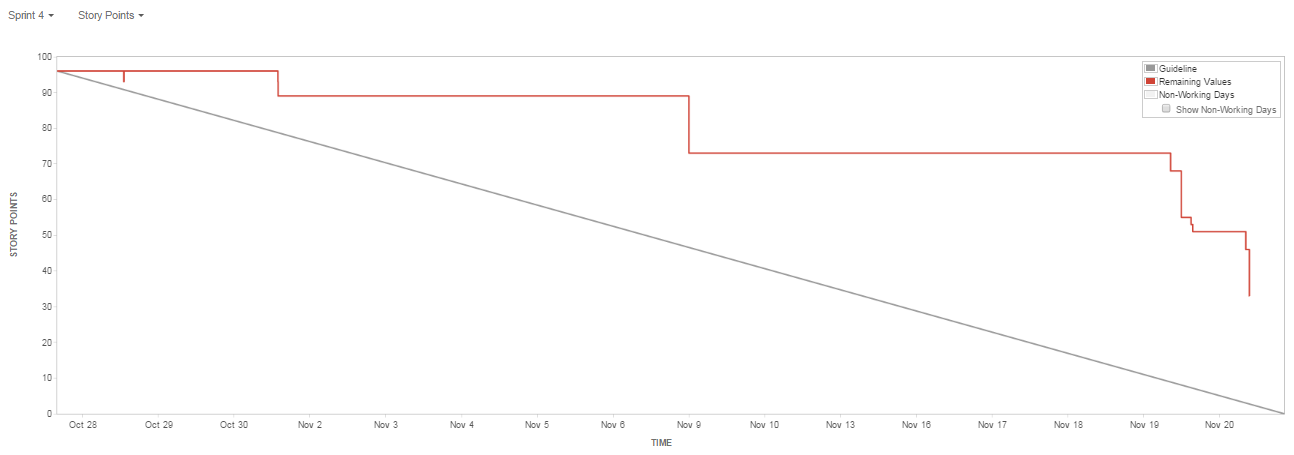 Sprint 4 Story Points
100
90
80
70
60
50
40
30
20
10
0
STORY POINTS
Guideline
Remaining Values
Non-Working Days
Show Non-Working Days
Oct 28 Oct 29 Oct 30 Nov 2 Nov 3 Nov 4 Nov 5 Nov 6 Nov 9 Nov 10 Nov 13 Nov 16 Nov 17 Nov 18 Nov 19 Nov 20
TIME